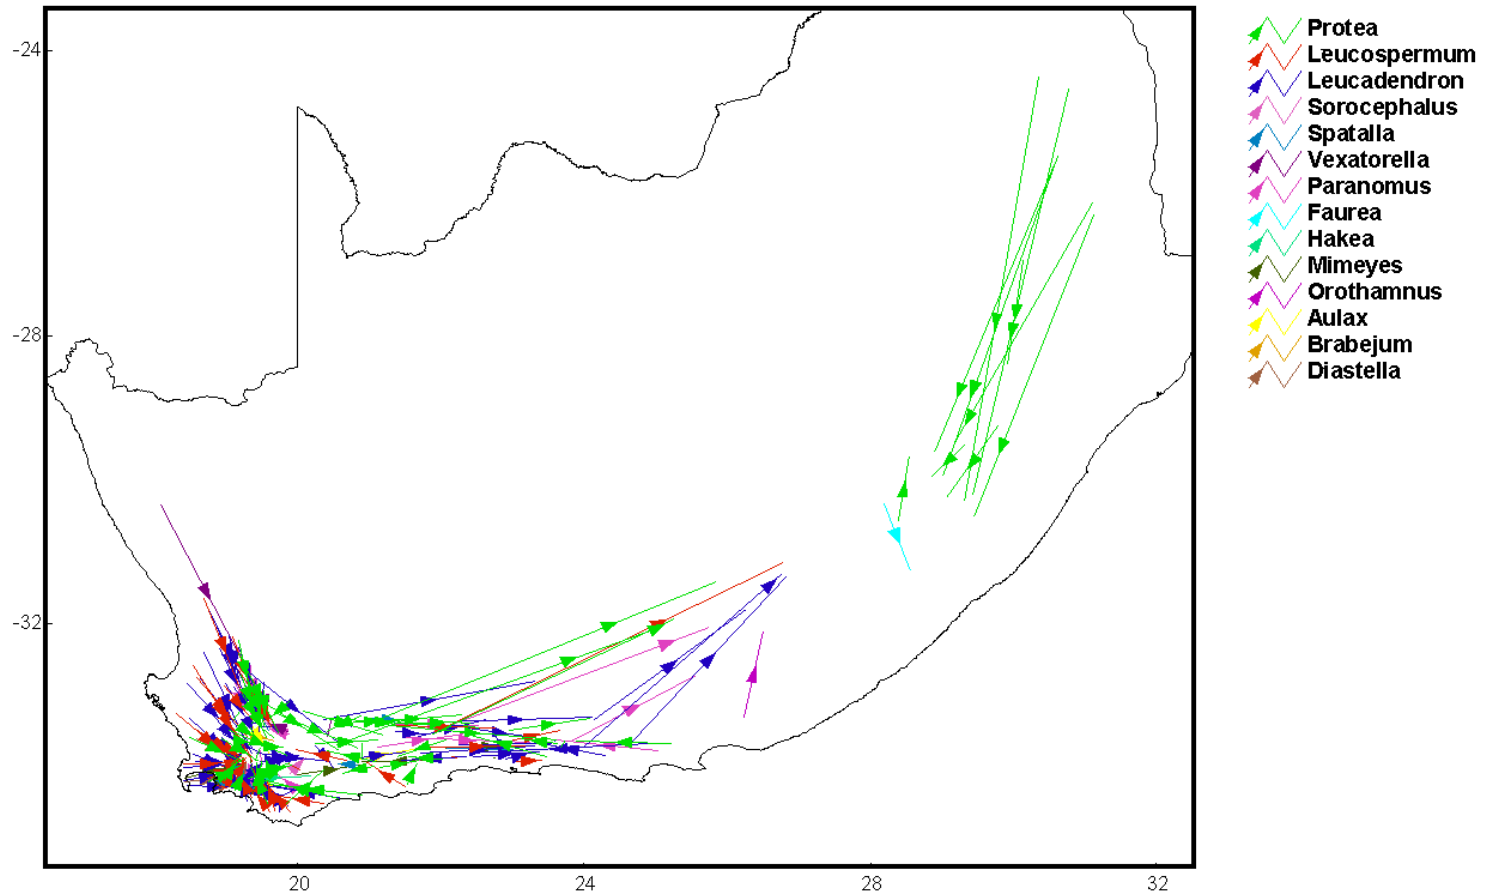 Protea
Leucospermum
Leucadendron
Sorocephalus
Spatalla
Vexatorella
Paranomus
Faurea
Hakea
Mimeyes
Orothamnus
Aulax
Brabejum
Diastella
-24
-28
-32
20
24
28
32